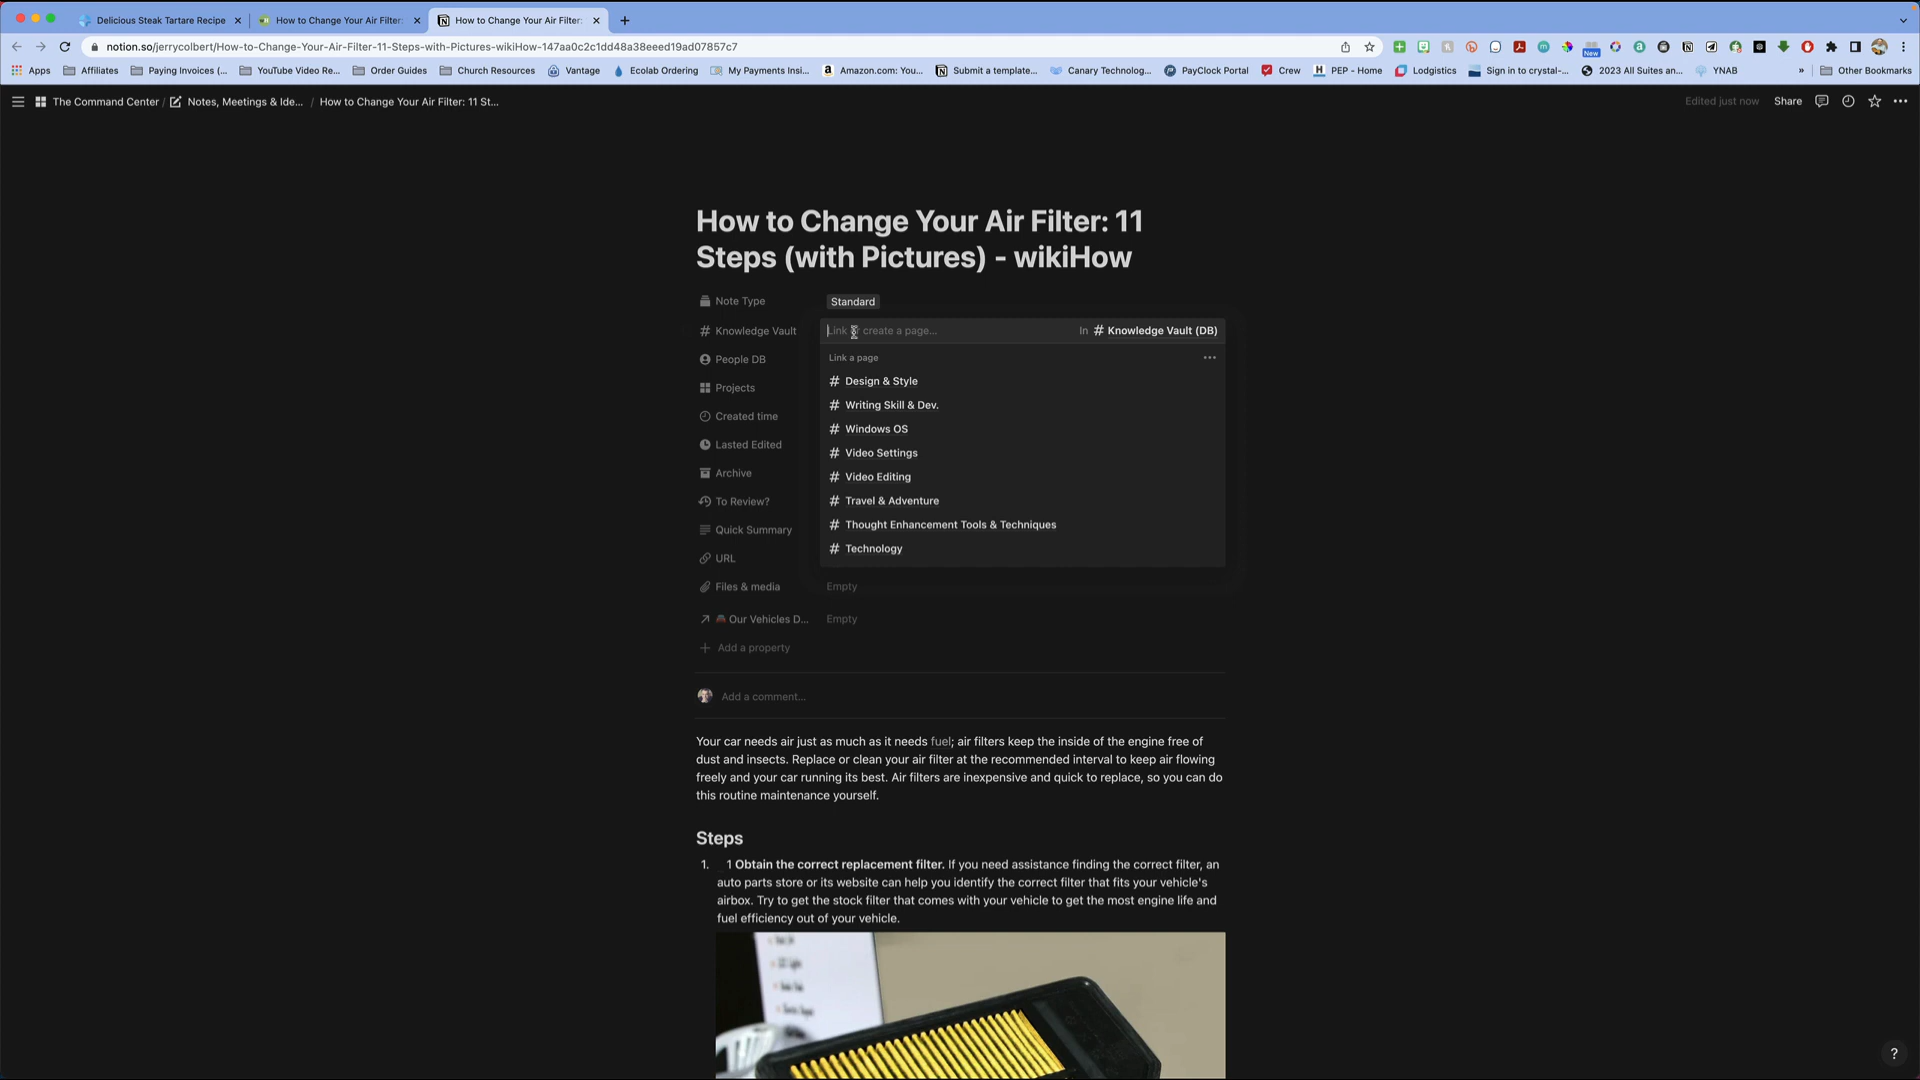 Delicious Steak Tartare Recipe
How to Change Your Air Filter:
How to Change Your Air Filter:
notion.so/jerrycolbert/How-to-Change-Your-Air-Filter-11-Steps-with-Pictures-wikiHow-147aa0c2c1dd48a38eeed19ad07857c7
New
Apps
Affiliates
Paying Invoices (...
YouTube Video Re...
Order Guides
Church Resources
Vantage
Ecolab Ordering
My Payments Insi...
Amazon.com: You...
Submit a template...
Canary Technolog...
PayClock Portal
Crew
PEP - Home
Lodgistics
Sign in to crystal-...
2023 All Suites an...
YNAB
»
Other Bookmarks
The Command Center / Notes, Meetings & Ide... / How to Change Your Air Filter: 11 St...
Edited just now
Share
How to Change Your Air Filter: 11
Steps (with Pictures) - wikiHow
Note Type
Standard
Knowledge Vault
Link create a page...
In # Knowledge Vault (DB)
People DB
Link a page
Projects
# Design & Style
Created time
# Writing Skill & Dev.
# Windows OS
Lasted Edited
# Video Settings
Archive
# Video Editing
To Review?
# Travel & Adventure
Quick Summary
# Thought Enhancement Tools & Techniques
URL
# Technology
Files & media
Empty
Our Vehicles D...
Empty
+ Add a property
Add a comment...
Your car needs air just as much as it needs fuel; air filters keep the inside of the engine free of
dust and insects. Replace or clean your air filter at the recommended interval to keep air flowing
freely and your car running its best. Air filters are inexpensive and quick to replace, so you can do
this routine maintenance yourself.
Steps
1. 1 Obtain the correct replacement filter. If you need assistance finding the correct filter, an
auto parts store or its website can help you identify the correct filter that fits your vehicle's
airbox. Try to get the stock filter that comes with your vehicle to get the most engine life and
fuel efficiency out of your vehicle.
?